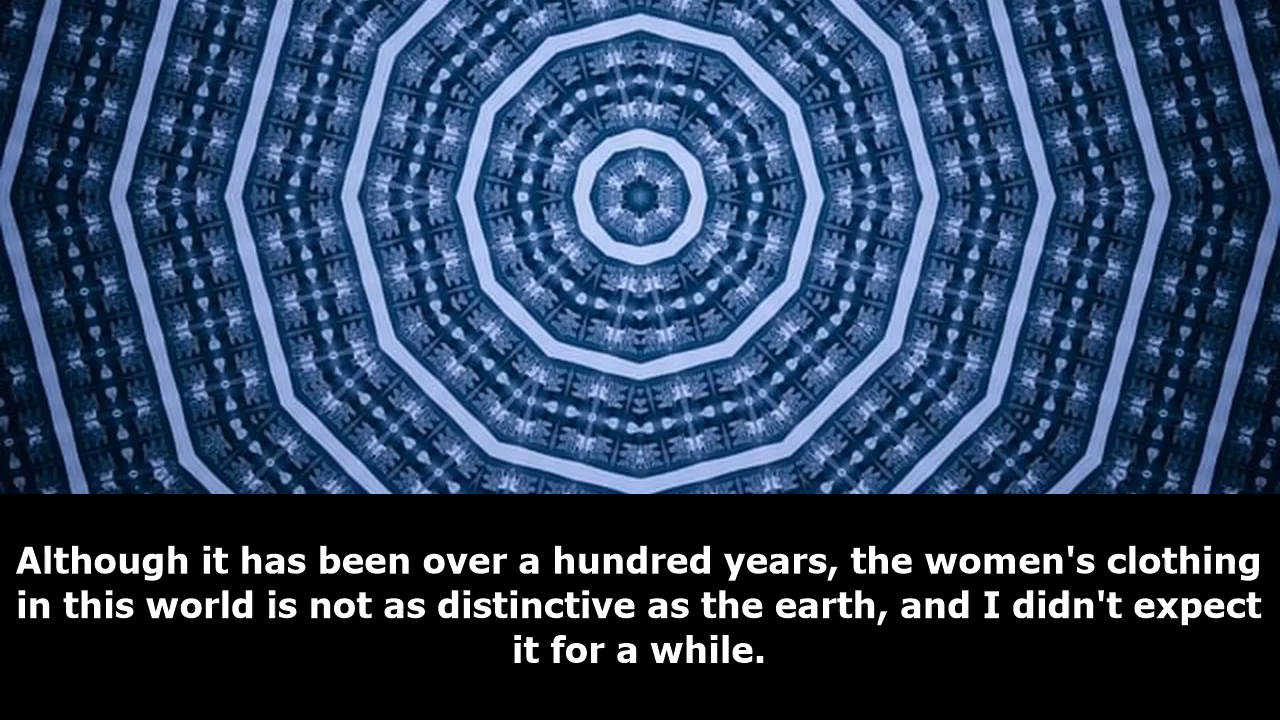 Although it has been over a hundred years, the women's clothing
in this world is not as distinctive as the earth, and I didn't expect
it for a while.